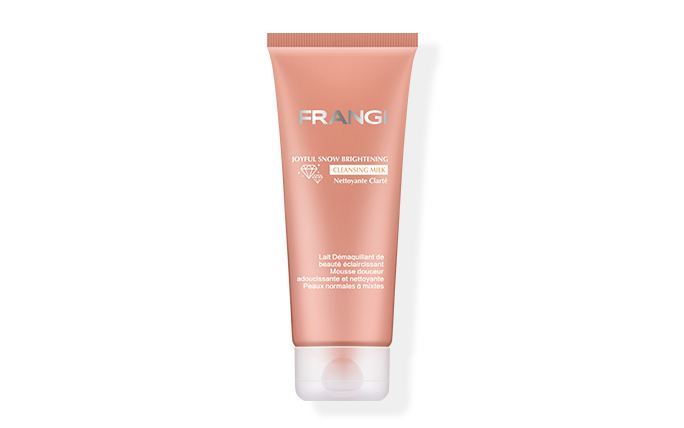 FRANGI
JOYFUL SNOW BRIGHTENING
CLEANSING MILK
Nettoyante Clarté
Lait Démaquillant de
beauté éclaircissant
Mousse douceur
adoucissante et nettoyante
Peaux normales à mixtes